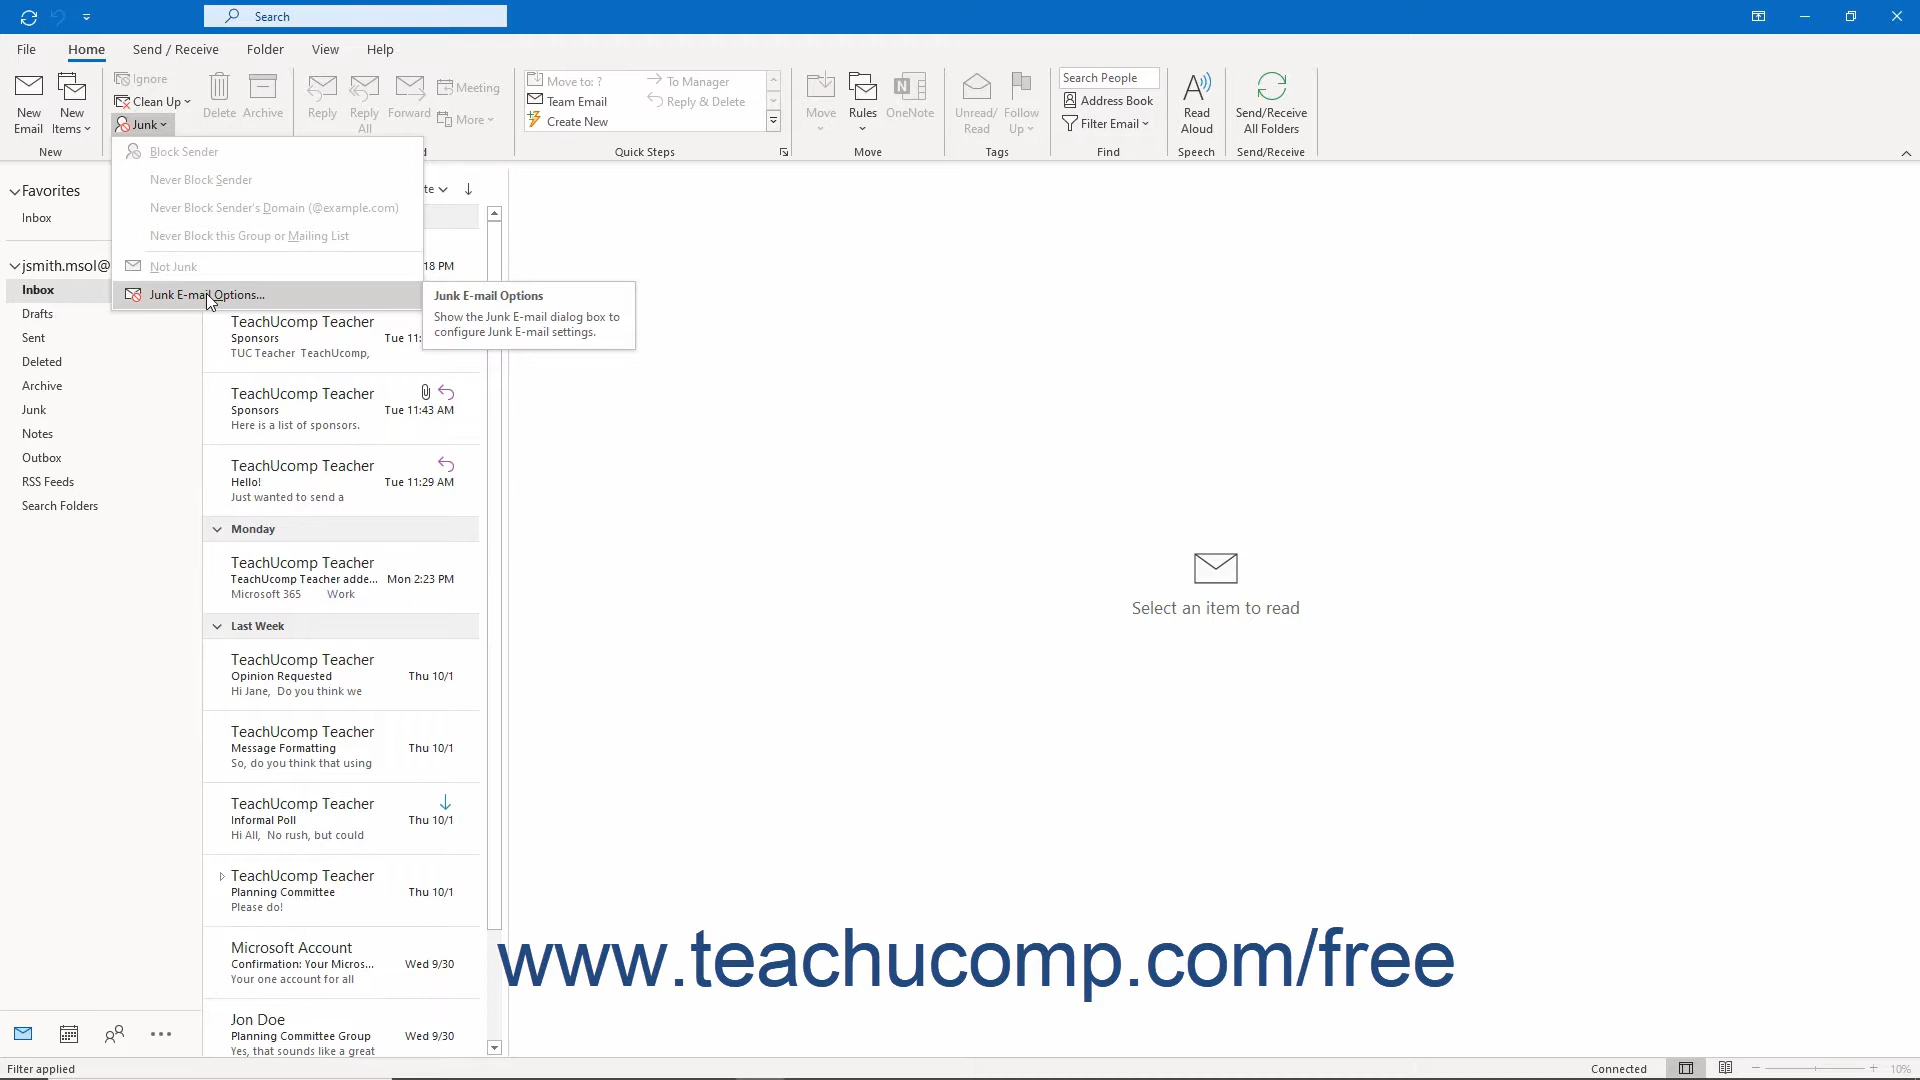 Search
File Home Send / Receive Folder View Help
New Email
New Items
New
Ignore
Clean Up
Junk
Delete
Archive
Reply
Reply All
Forward
Meeting
More
Move to: ?
Team Email
Create New
To Manager
Reply & Delete
Quick Steps
Move
Rules
OneNote
Move
Unread/ Read
Follow Up
Tags
Search People
Address Book
Filter Email
Find
Read Aloud
Speech
Send/Receive All Folders
Send/Receive
Block Sender
Never Block Sender
Never Block Sender's Domain (@example.com)
Never Block this Group or Mailing List
Not Junk
Junk E-mail Options...
Junk E-mail Options
Show the Junk E-mail dialog box to
configure Junk E-mail settings.
Favorites
Inbox
jsmith.msol@
Inbox
Drafts
Sent
Deleted
Archive
Junk
Notes
Outbox
RSS Feeds
Search Folders
te
18 PM
TeachUcomp Teacher
Sponsors Tue 11:
TUC Teacher TeachUcomp,
TeachUcomp Teacher
Sponsors Tue 11:43 AM
Here is a list of sponsors.
TeachUcomp Teacher
Hello! Tue 11:29 AM
Just wanted to send a
Monday
TeachUcomp Teacher
TeachUcomp Teacher adde... Mon 2:23 PM
Microsoft 365 Work
Last Week
TeachUcomp Teacher
Opinion Requested Thu 10/1
Hi Jane, Do you think we
TeachUcomp Teacher
Message Formatting Thu 10/1
So, do you think that using
TeachUcomp Teacher
Informal Poll Thu 10/1
Hi All, No rush, but could
TeachUcomp Teacher
Planning Committee Thu 10/1
Please do!
Microsoft Account
Confirmation: Your Micros... Wed 9/30
Your one account for all
Jon Doe
Planning Committee Group Wed 9/30
Yes, that sounds like a great
Select an item to read
www.teachucomp.com/free
Filter applied
Connected
10%